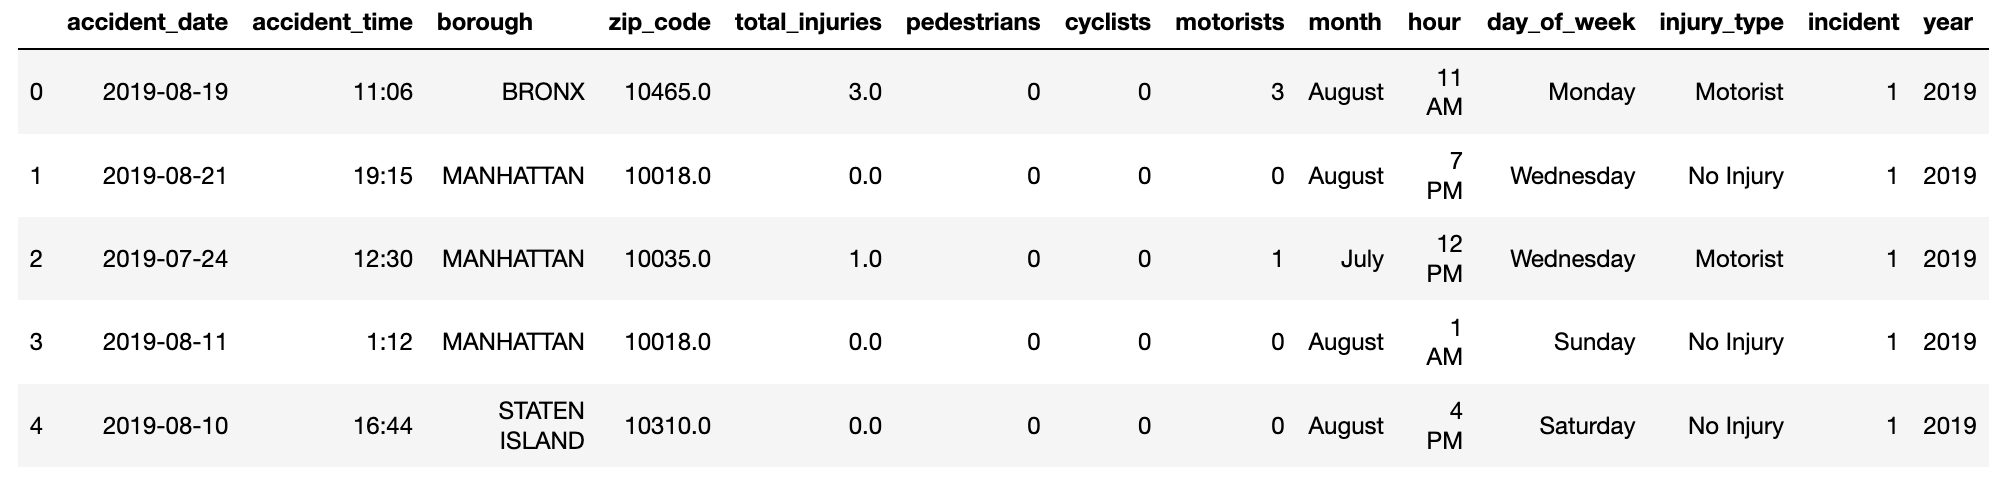 accident_date accident_time borough zip_code total_injuries pedestrians cyclists motorists month hour day_of_week injury_type incident year
0 2019-08-19 11:06 BRONX 10465.0 3.0 0 0 3 August 11 AM Monday Motorist 1 2019
1 2019-08-21 19:15 MANHATTAN 10018.0 0.0 0 0 0 August 7 PM Wednesday No Injury 1 2019
2 2019-07-24 12:30 MANHATTAN 10035.0 1.0 0 0 1 July 12 PM Wednesday Motorist 1 2019
3 2019-08-11 1:12 MANHATTAN 10018.0 0.0 0 0 0 August 1 AM Sunday No Injury 1 2019
4 2019-08-10 16:44 STATEN ISLAND 10310.0 0.0 0 0 0 August 4 PM Saturday No Injury 1 2019